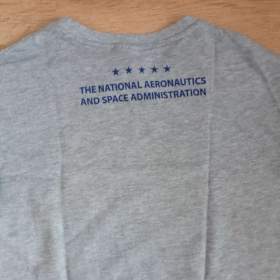 THE NATIONAL AERONAUTICS
AND SPACE ADMINISTRATION